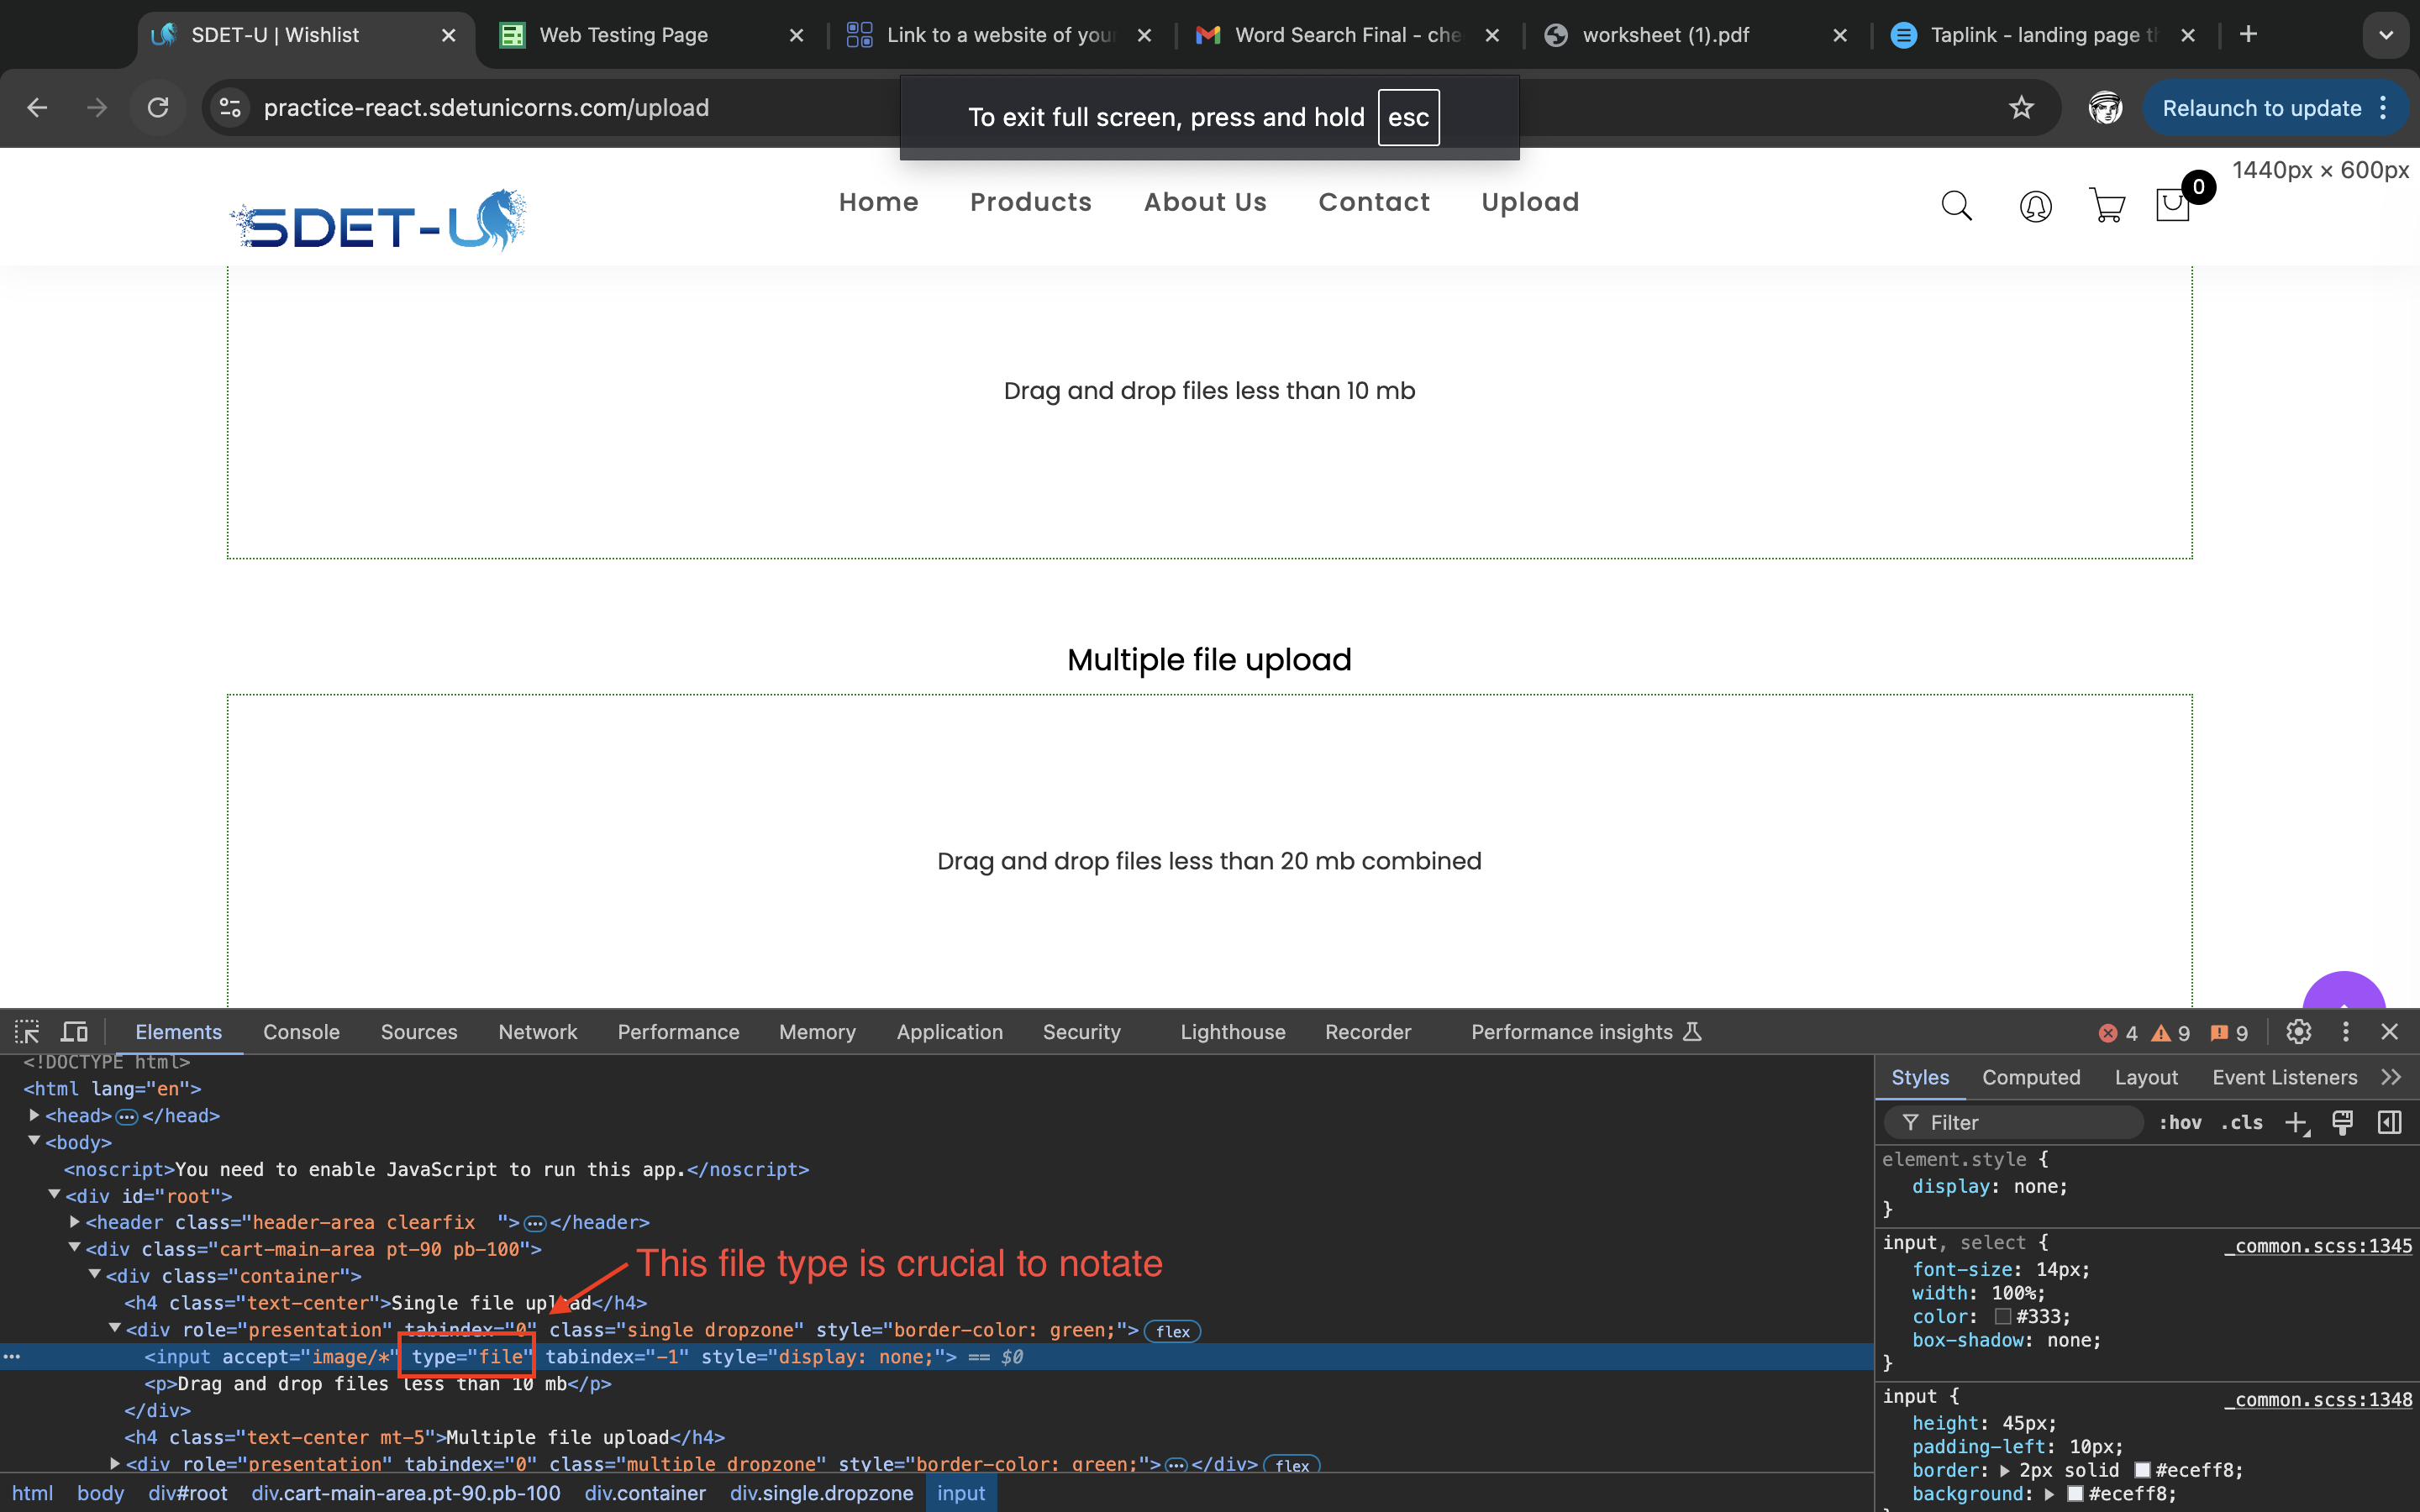 SDET-U | Wishlist
Web Testing Page
Link to a website of your
Word Search Final - che
worksheet (1).pdf
Taplink - landing page th
practice-react.sdetunicorns.com/upload
To exit full screen, press and hold esc
Relaunch to update
1440px × 600px
SDET-U
Home Products About Us Contact Upload
0
Drag and drop files less than 10 mb
Multiple file upload
Drag and drop files less than 20 mb combined
Elements Console Sources Network Performance Memory Application Security Lighthouse Recorder Performance insights
4 9 9
<!DOCTYPE html>
<html lang="en">
<head>…</head>
<body>
<noscript>You need to enable JavaScript to run this app.</noscript>
<div id="root">
<header class="header-area clearfix  ">…</header>
<div class="cart-main-area pt-90 pb-100">
This file type is crucial to notate
<div class="container">
<h4 class="text-center">Single file upload</h4>
<div role="presentation" tabindex="0" class="single dropzone" style="border-color: green;"> flex
… <input accept="image/*" type="file" tabindex="-1" style="display: none;"> == $0
<p>Drag and drop files less than 10 mb</p>
</div>
<h4 class="text-center mt-5">Multiple file upload</h4>
<div role="presentation" tabindex="0" class="multiple dropzone" style="border-color: green;">…</div> flex
html body div#root div.cart-main-area.pt-90.pb-100 div.container div.single.dropzone input
Styles Computed Layout Event Listeners
Filter :hov .cls
element.style {
display: none;
}
input, select { _common.scss:1345
font-size: 14px;
width: 100%;
color: #333;
box-shadow: none;
}
input { _common.scss:1348
height: 45px;
padding-left: 10px;
border: 2px solid #eceff8;
background: #eceff8;